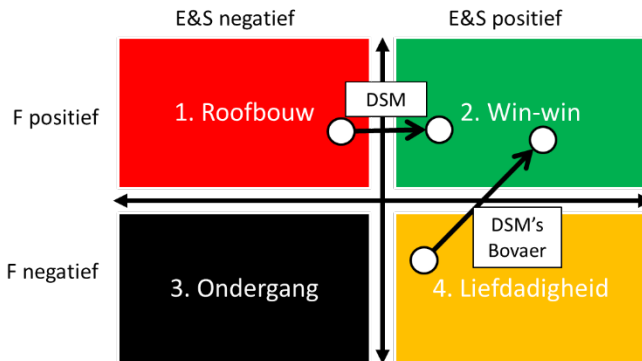 E&S negatief
E&S positief
F positief
1. Roofbouw
DSM
2. Win-win
F negatief
3. Ondergang
DSM's
Bovaer
4. Liefdadigheid